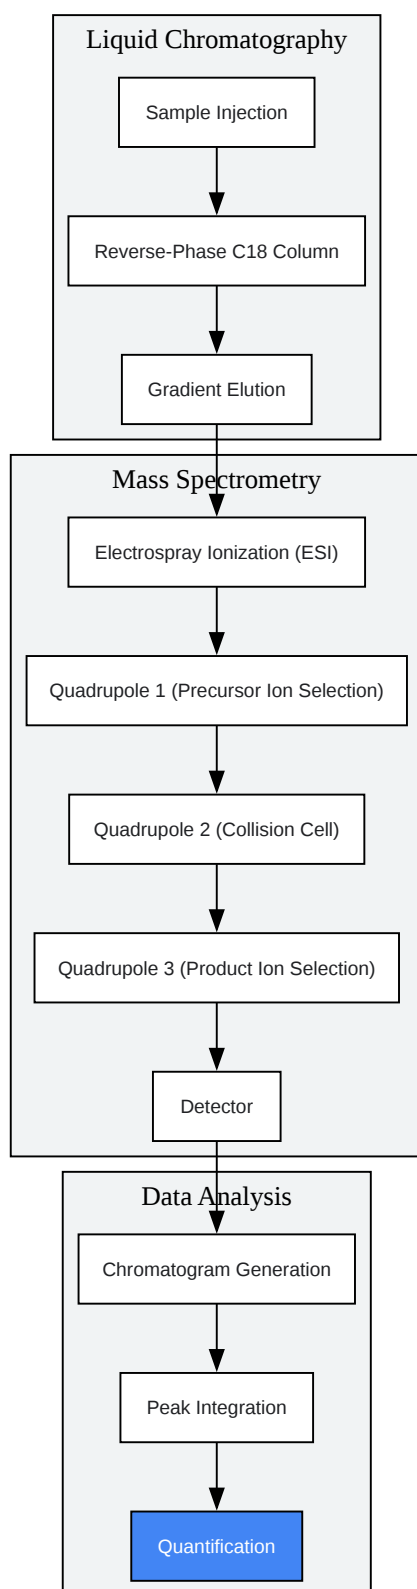 Liquid Chromatography
Sample Injection
Reverse-Phase C18 Column
Gradient Elution
Mass Spectrometry
Electrospray Ionization (ESI)
Quadrupole 1 (Precursor Ion Selection)
Quadrupole 2 (Collision Cell)
Quadrupole 3 (Product Ion Selection)
Detector
Data Analysis
Chromatogram Generation
Peak Integration
Quantification